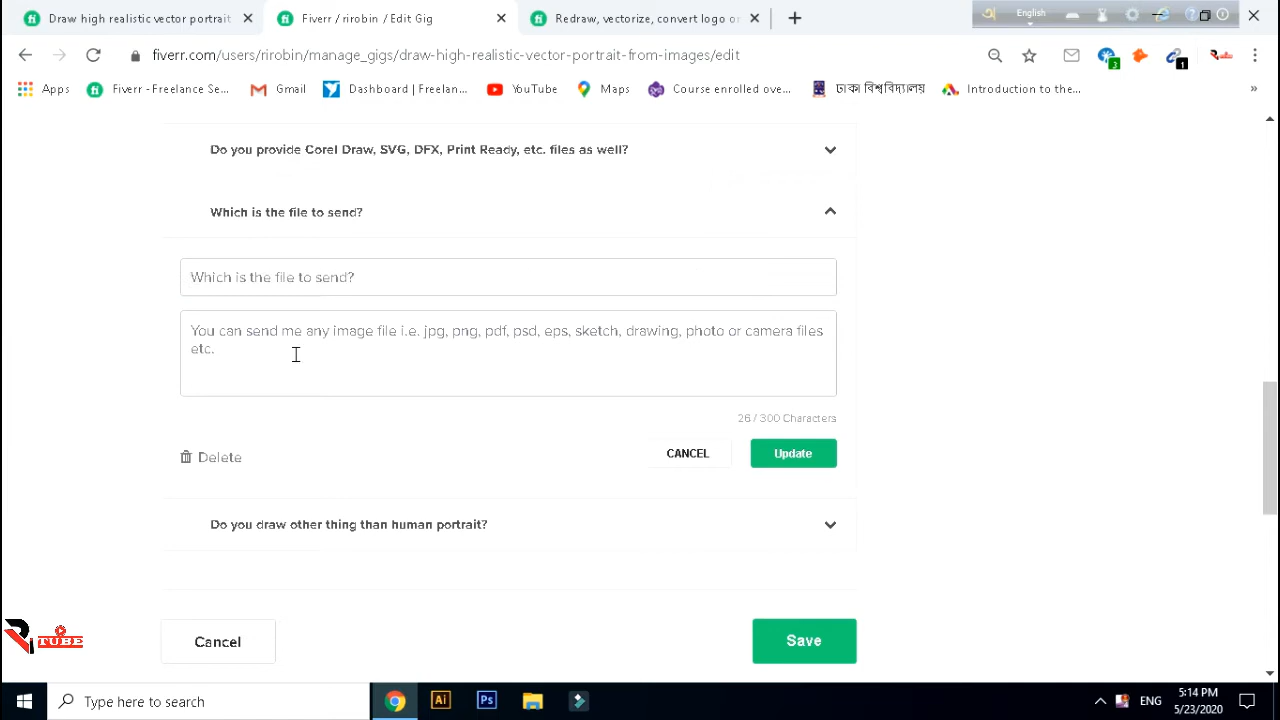 Draw high realistic vector portrait
Fiverr / rirobin / Edit Gig
Redraw, vectorize, convert logo or
English
fiverr.com/users/rirobin/manage_gigs/draw-high-realistic-vector-portrait-from-images/edit
3
1
Apps
Fiverr - Freelance Se...
Gmail
Dashboard | Freelan...
YouTube
Maps
Course enrolled ove...
ঢাকা বিশ্ববিদ্যালয়
Introduction to the...
Do you provide Corel Draw, SVG, DFX, Print Ready, etc. files as well?
Which is the file to send?
Which is the file to send?
You can send me any image file i.e. jpg, png, pdf, psd, eps, sketch, drawing, photo or camera files
etc.
26 / 300 Characters
Delete
CANCEL
Update
Do you draw other thing than human portrait?
TUBE
Cancel
Save
Type here to search
Ai
Ps
ENG
5:14 PM
5/23/2020